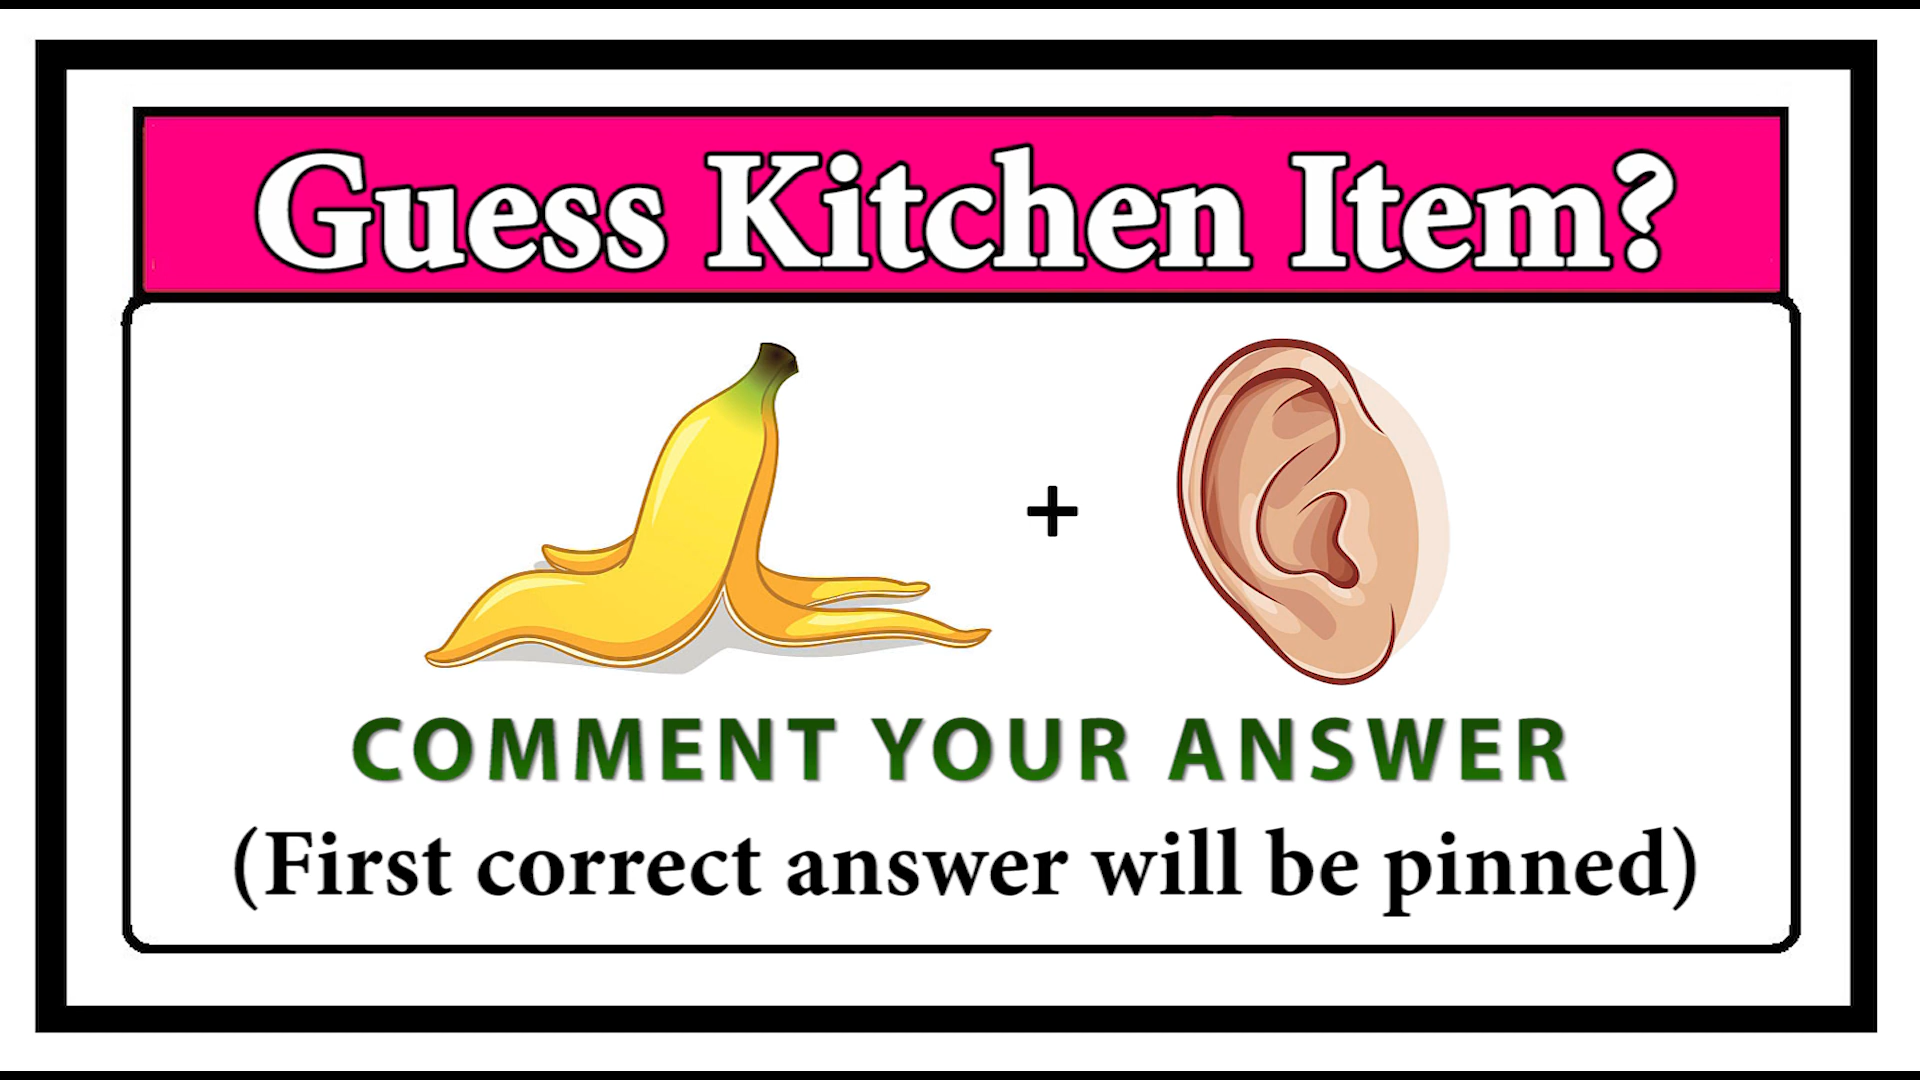 Guess Kitchen Item?
+
COMMENT YOUR ANSWER
(First correct answer will be pinned)